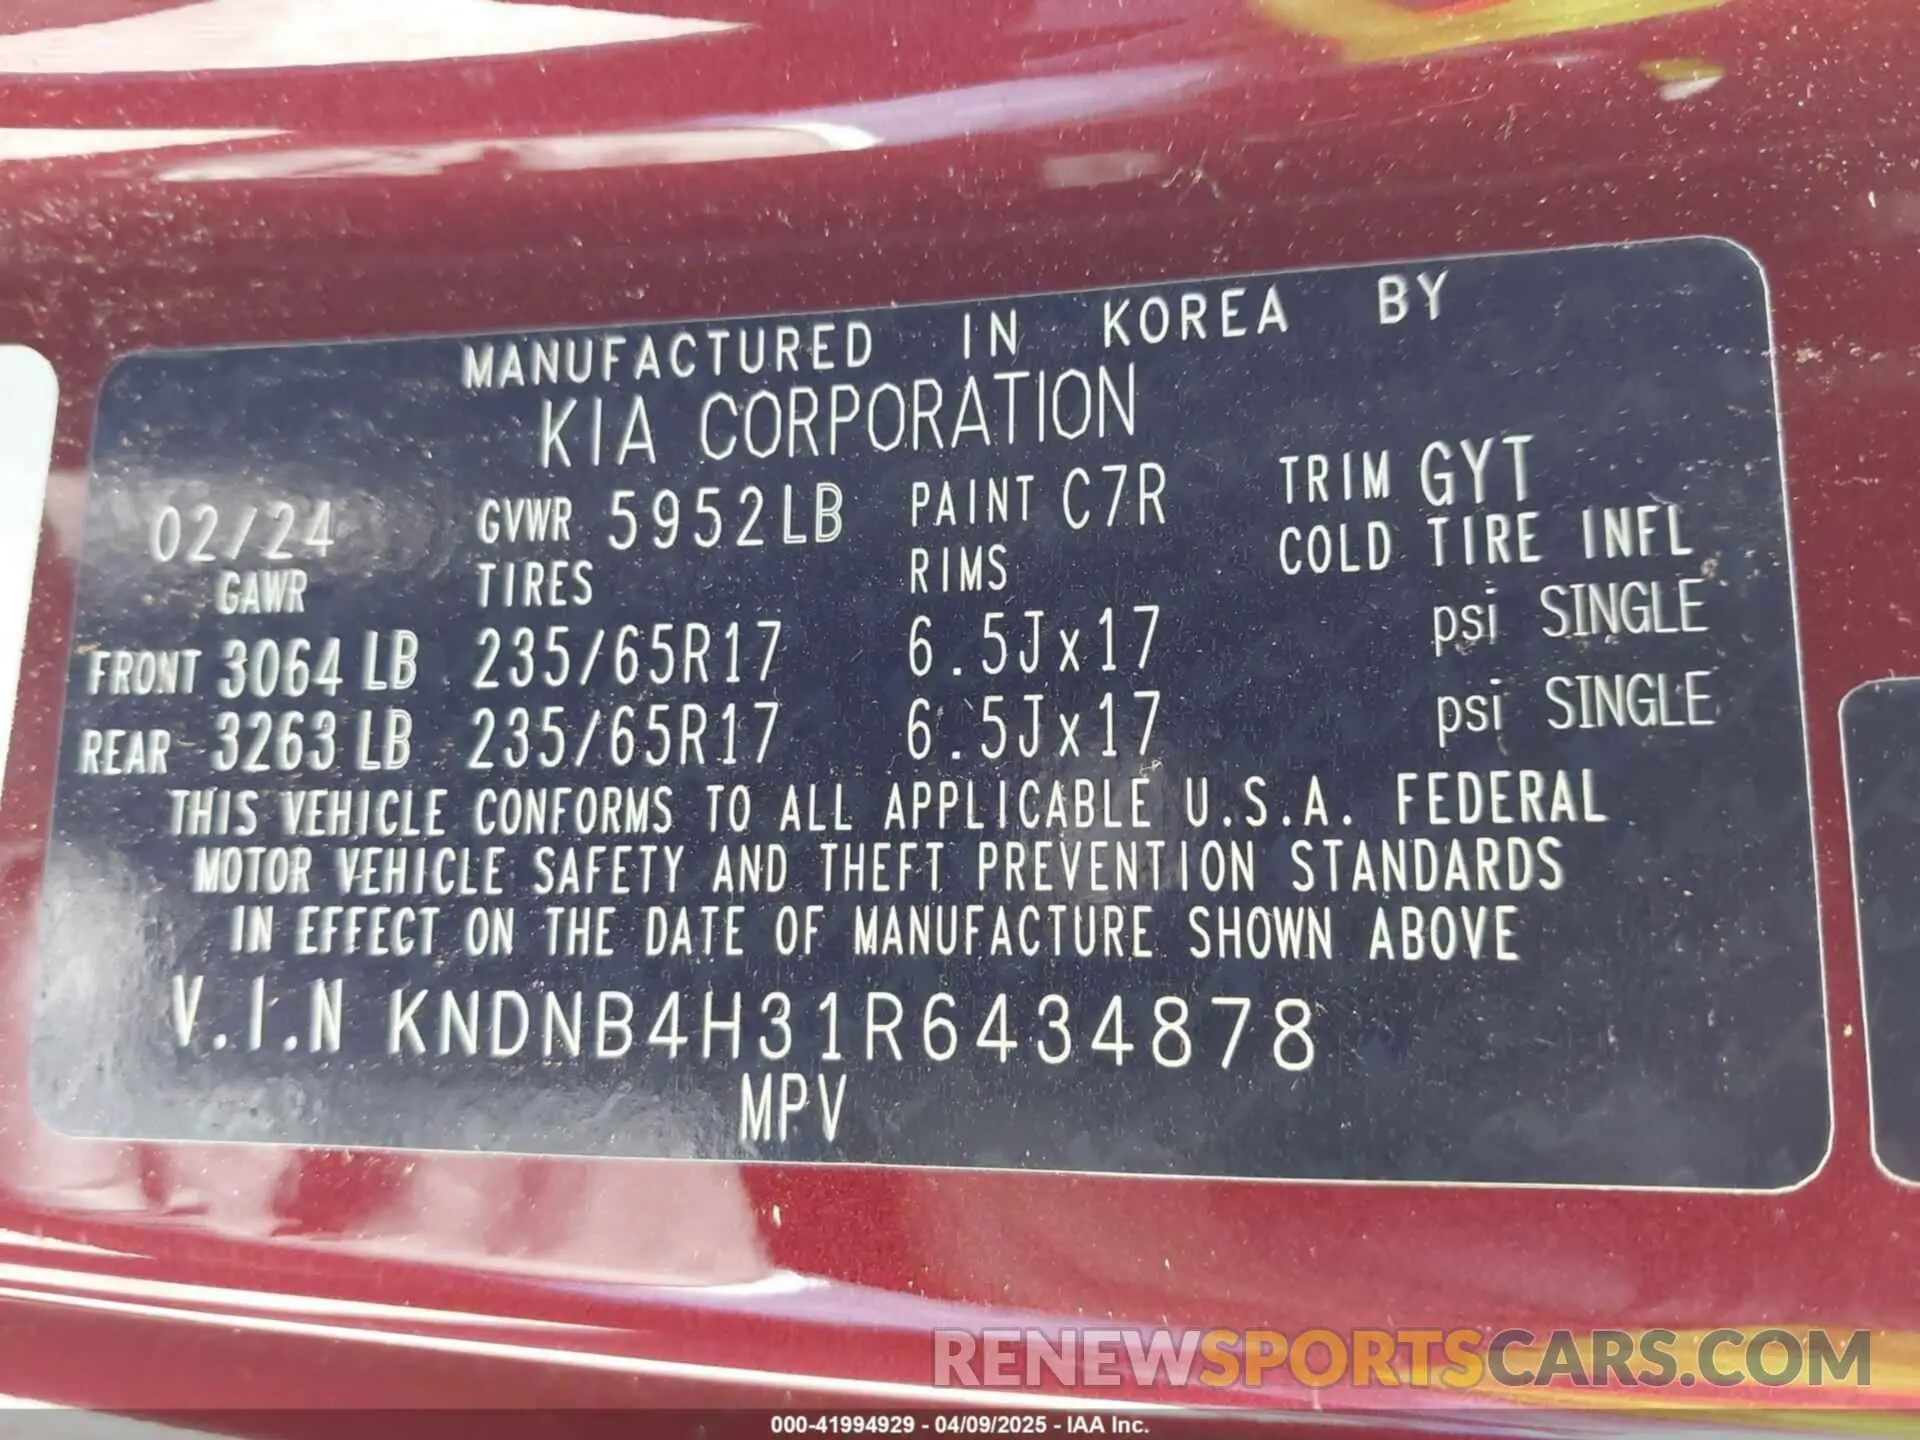 MANUFACTURED IN KOREA BY
KIA CORPORATION
02/24 GVWR 5952LB PAINT C7R TRIM GYT
GAWR TIRES RIMS COLD TIRE INFL
FRONT 3064 LB 235/65R17 6.5Jx17 psi SINGLE
REAR 3263 LB 235/65R17 6.5Jx17 psi SINGLE
THIS VEHICLE CONFORMS TO ALL APPLICABLE U.S.A. FEDERAL
MOTOR VEHICLE SAFETY AND THEFT PREVENTION STANDARDS
IN EFFECT ON THE DATE OF MANUFACTURE SHOWN ABOVE
V.I.N KNDNB4H31R6434878
MPV
RENEWSPORTSCARS.COM
000-41994929 - 04/09/2025 - IAA Inc.